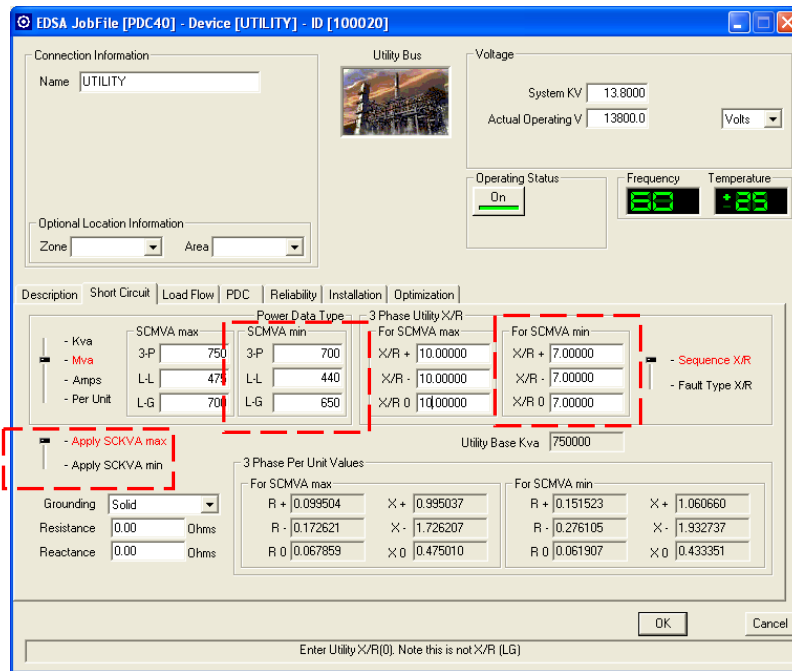 EDSA JobFile [PDC40] - Device [UTILITY] - ID [100020]
Connection Information
Name UTILITY
Optional Location Information
Zone Area
Utility Bus
Voltage
System KV 13.8000
Actual Operating V 13800.0 Volts
Operating Status
On
Frequency
60
Temperature
± 25
Description Short Circuit Load Flow PDC Reliability Installation Optimization
Power Data Type
- Kva
- Mva
- Amps
- Per Unit
SCMVA max
3-P 750
L-L 475
L-G 700
SCMVA min
3-P 700
L-L 440
L-G 650
3 Phase Utility X/R
For SCMVA max
X/R + 10.00000
X/R - 10.00000
X/R 0 10.00000
For SCMVA min
X/R + 7.00000
X/R - 7.00000
X/R 0 7.00000
- Sequence X/R
- Fault Type X/R
- Apply SCKVA max
- Apply SCKVA min
Utility Base Kva 750000
Grounding Solid
Resistance 0.00 Ohms
Reactance 0.00 Ohms
3 Phase Per Unit Values
For SCMVA max
R + 0.099504 X + 0.995037
R - 0.172621 X - 1.726207
R 0 0.067859 X 0 0.475010
For SCMVA min
R + 0.151523 X + 1.060660
R - 0.276105 X - 1.932737
R 0 0.061907 X 0 0.433351
OK Cancel
Enter Utility X/R(0). Note this is not X/R (LG)